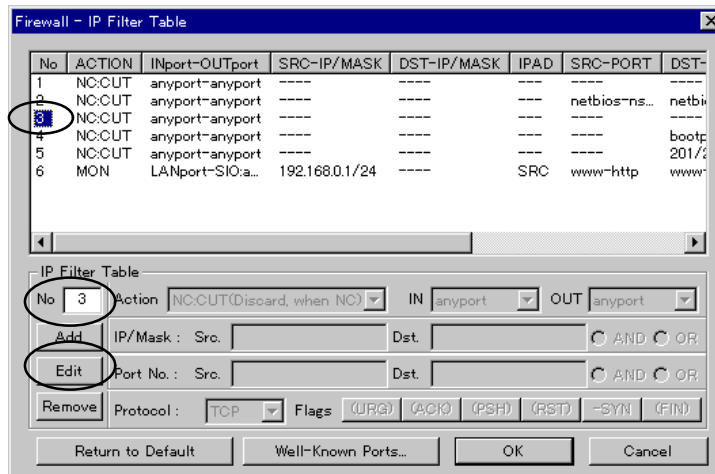 Firewall - IP Filter Table
No ACTION INport-OUTport SRC-IP/MASK DST-IP/MASK IPAD SRC-PORT DST-
1 NC:CUT anyport-anyport ---- ---- --- ---- ----
2 NC:CUT anyport-anyport ---- ---- --- netbios-ns... netbi
3 NC:CUT anyport-anyport ---- ---- --- ---- ----
4 NC:CUT anyport-anyport ---- ---- --- ---- bootp
5 NC:CUT anyport-anyport ---- ---- --- ---- 201/2
6 MON LANport-SIO:a... 192.168.0.1/24 ---- SRC www-http www-
IP Filter Table
No 3 Action NC:CUT(Discard, when NC) IN anyport OUT anyport
Add IP/Mask : Src. Dst. AND OR
Edit Port No. : Src. Dst. AND OR
Remove Protocol : TCP Flags (URG) (ACK) (PSH) (RST) -SYN (FIN)
Return to Default Well-Known Ports... OK Cancel